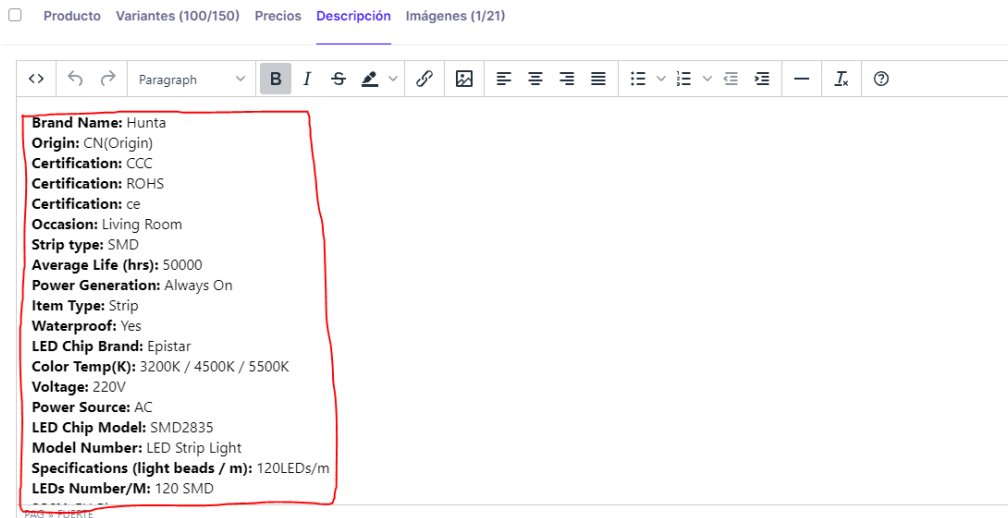 Producto Variantes (100/150) Precios Descripción Imágenes (1/21)
Paragraph B I S
Brand Name: Hunta
Origin: CN(Origin)
Certification: CCC
Certification: ROHS
Certification: ce
Occasion: Living Room
Strip type: SMD
Average Life (hrs): 50000
Power Generation: Always On
Item Type: Strip
Waterproof: Yes
LED Chip Brand: Epistar
Color Temp(K): 3200K / 4500K / 5500K
Voltage: 220V
Power Source: AC
LED Chip Model: SMD2835
Model Number: LED Strip Light
Specifications (light beads / m): 120LEDs/m
LEDs Number/M: 120 SMD
PAG » FUERTE